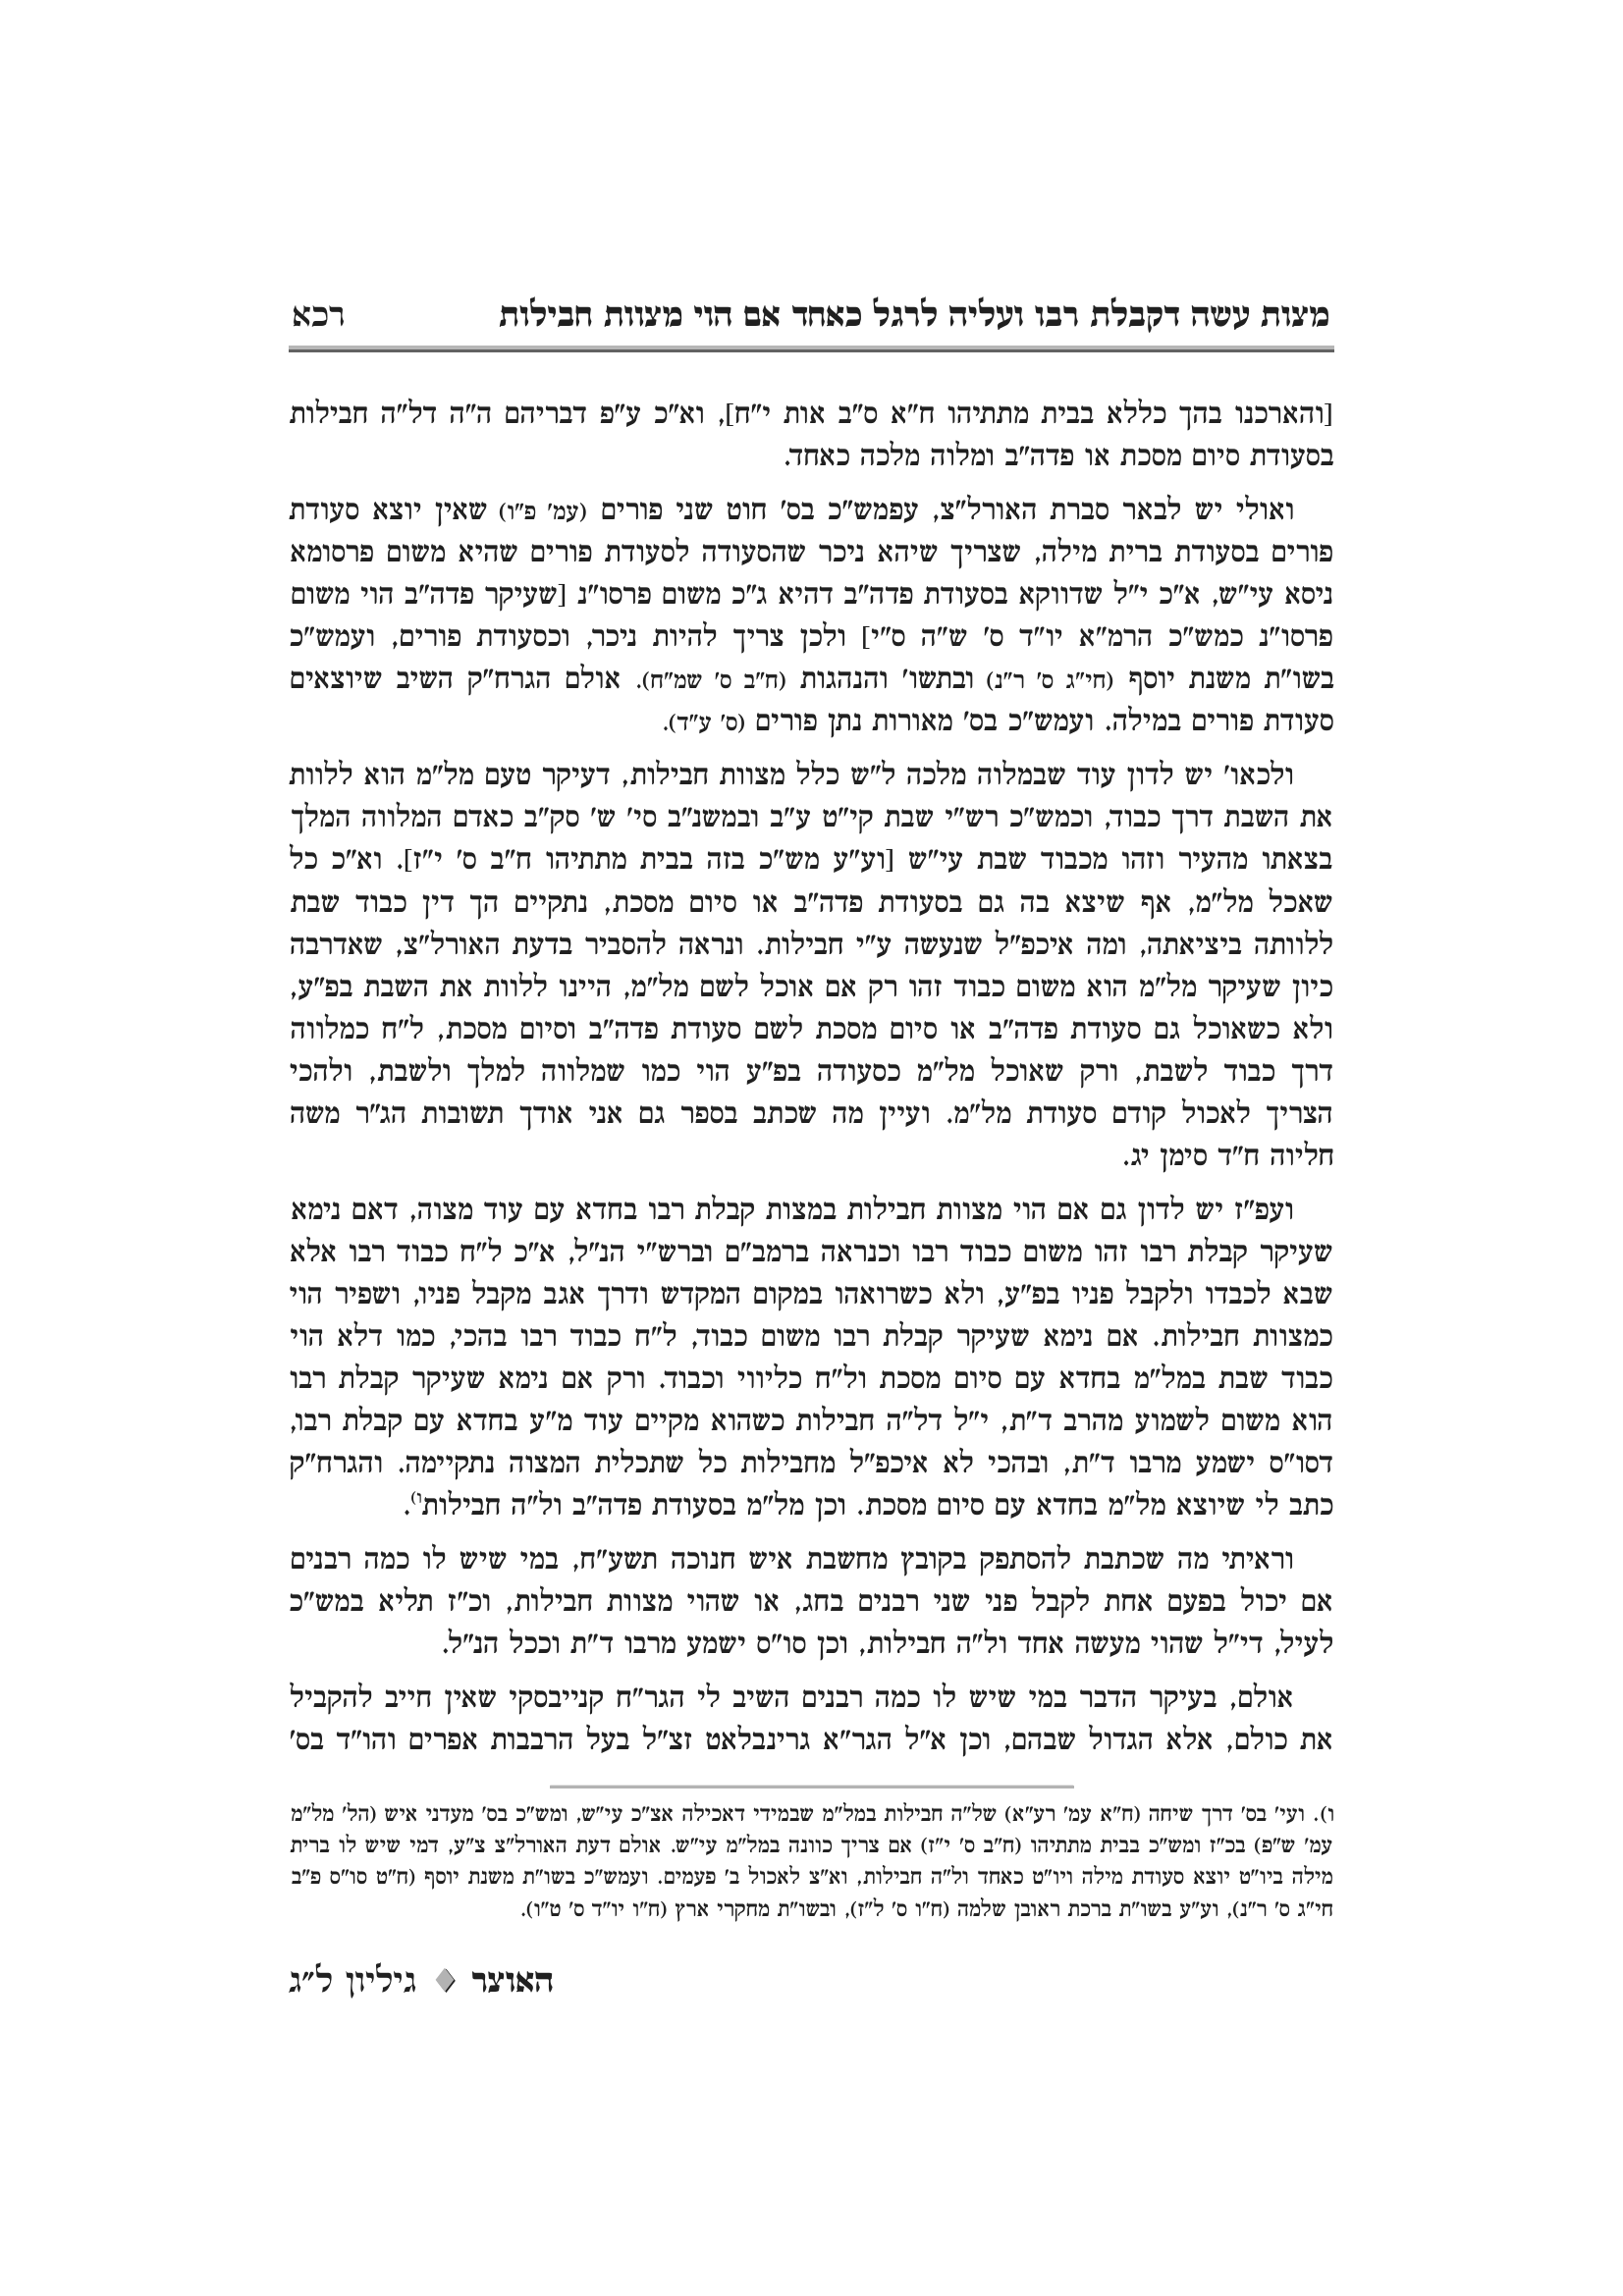 מצות עשה דקבלת רבו ועליה לרגל כאחד אם הוי מצוות חבילות רכא
[והארכנו בהך כללא בבית מתתיהו ח"א ס"ב אות י"ח], וא"כ ע"פ דבריהם ה"ה דל"ה חבילות
בסעודת סיום מסכת או פדה"ב ומלוה מלכה כאחד.
ואולי יש לבאר סברת האורל"צ, עפמש"כ בס' חוט שני פורים (עמ' פ"ו) שאין יוצא סעודת
פורים בסעודת ברית מילה, שצריך שיהא ניכר שהסעודה לסעודת פורים שהיא משום פרסומא
ניסא עי"ש, א"כ י"ל שדווקא בסעודת פדה"ב דהיא ג"כ משום פרסו"נ [שעיקר פדה"ב הוי משום
פרסו"נ כמש"כ הרמ"א יו"ד ס' ש"ה ס"י] ולכן צריך להיות ניכר, וכסעודת פורים, ועמש"כ
בשו"ת משנת יוסף (חי"ג ס' ר"נ) ובתשו' והנהגות (ח"ב ס' שמ"ח). אולם הגרח"ק השיב שיוצאים
סעודת פורים במילה. ועמש"כ בס' מאורות נתן פורים (ס' ע"ד).
ולכאו' יש לדון עוד שבמלוה מלכה ל"ש כלל מצוות חבילות, דעיקר טעם מל"מ הוא ללוות
את השבת דרך כבוד, וכמש"כ רש"י שבת קי"ט ע"ב ובמשנ"ב סי' ש' סק"ב כאדם המלווה המלך
בצאתו מהעיר וזהו מכבוד שבת עי"ש [וע"ע מש"כ בזה בבית מתתיהו ח"ב ס' י"ז]. וא"כ כל
שאכל מל"מ, אף שיצא בה גם בסעודת פדה"ב או סיום מסכת, נתקיים הך דין כבוד שבת
ללוותה ביציאתה, ומה איכפ"ל שנעשה ע"י חבילות. ונראה להסביר בדעת האורל"צ, שאדרבה
כיון שעיקר מל"מ הוא משום כבוד זהו רק אם אוכל לשם מל"מ, היינו ללוות את השבת בפ"ע,
ולא כשאוכל גם סעודת פדה"ב או סיום מסכת לשם סעודת פדה"ב וסיום מסכת, ל"ח כמלווה
דרך כבוד לשבת, ורק שאוכל מל"מ כסעודה בפ"ע הוי כמו שמלווה למלך ולשבת, ולהכי
הצריך לאכול קודם סעודת מל"מ. ועיין מה שכתב בספר גם אני אודך תשובות הג"ר משה
חליוה ח"ד סימן יג.
ועפ"ז יש לדון גם אם הוי מצוות חבילות במצות קבלת רבו בחדא עם עוד מצוה, דאם נימא
שעיקר קבלת רבו זהו משום כבוד רבו וכנראה ברמב"ם וברש"י הנ"ל, א"כ ל"ח כבוד רבו אלא
שבא לכבדו ולקבל פניו בפ"ע, ולא כשרואהו במקום המקדש ודרך אגב מקבל פניו, ושפיר הוי
כמצוות חבילות. אם נימא שעיקר קבלת רבו משום כבוד, ל"ח כבוד רבו בהכי, כמו דלא הוי
כבוד שבת במל"מ בחדא עם סיום מסכת ול"ח כליווי וכבוד. ורק אם נימא שעיקר קבלת רבו
הוא משום לשמוע מהרב ד"ת, י"ל דל"ה חבילות כשהוא מקיים עוד מ"ע בחדא עם קבלת רבו,
דסו"ס ישמע מרבו ד"ת, ובהכי לא איכפ"ל מחבילות כל שתכלית המצוה נתקיימה. והגרח"ק
כתב לי שיוצא מל"מ בחדא עם סיום מסכת. וכן מל"מ בסעודת פדה"ב ול"ה חבילותו).
וראיתי מה שכתבת להסתפק בקובץ מחשבת איש חנוכה תשע"ח, במי שיש לו כמה רבנים
אם יכול בפעם אחת לקבל פני שני רבנים בחג, או שהוי מצוות חבילות, וכ"ז תליא במש"כ
לעיל, די"ל שהוי מעשה אחד ול"ה חבילות, וכן סו"ס ישמע מרבו ד"ת וככל הנ"ל.
אולם, בעיקר הדבר במי שיש לו כמה רבנים השיב לי הגר"ח קנייבסקי שאין חייב להקביל
את כולם, אלא הגדול שבהם, וכן א"ל הגר"א גרינבלאט זצ"ל בעל הרבבות אפרים והו"ד בס'
ו). ועי' בס' דרך שיחה (ח"א עמ' רע"א) של"ה חבילות במל"מ שבמידי דאכילה אצ"כ עי"ש, ומש"כ בס' מעדני איש (הל' מל"מ
עמ' ש"פ) בכ"ז ומש"כ בבית מתתיהו (ח"ב ס' י"ז) אם צריך כוונה במל"מ עי"ש. אולם דעת האורל"צ צ"ע, דמי שיש לו ברית
מילה ביו"ט יוצא סעודת מילה ויו"ט כאחד ול"ה חבילות, וא"צ לאכול ב' פעמים. ועמש"כ בשו"ת משנת יוסף (ח"ט סו"ס פ"ב
חי"ג ס' ר"נ), וע"ע בשו"ת ברכת ראובן שלמה (ח"ו ס' ל"ז), ובשו"ת מחקרי ארץ (ח"ו יו"ד ס' ט"ו).
האוצר ♦ גיליון ל"ג